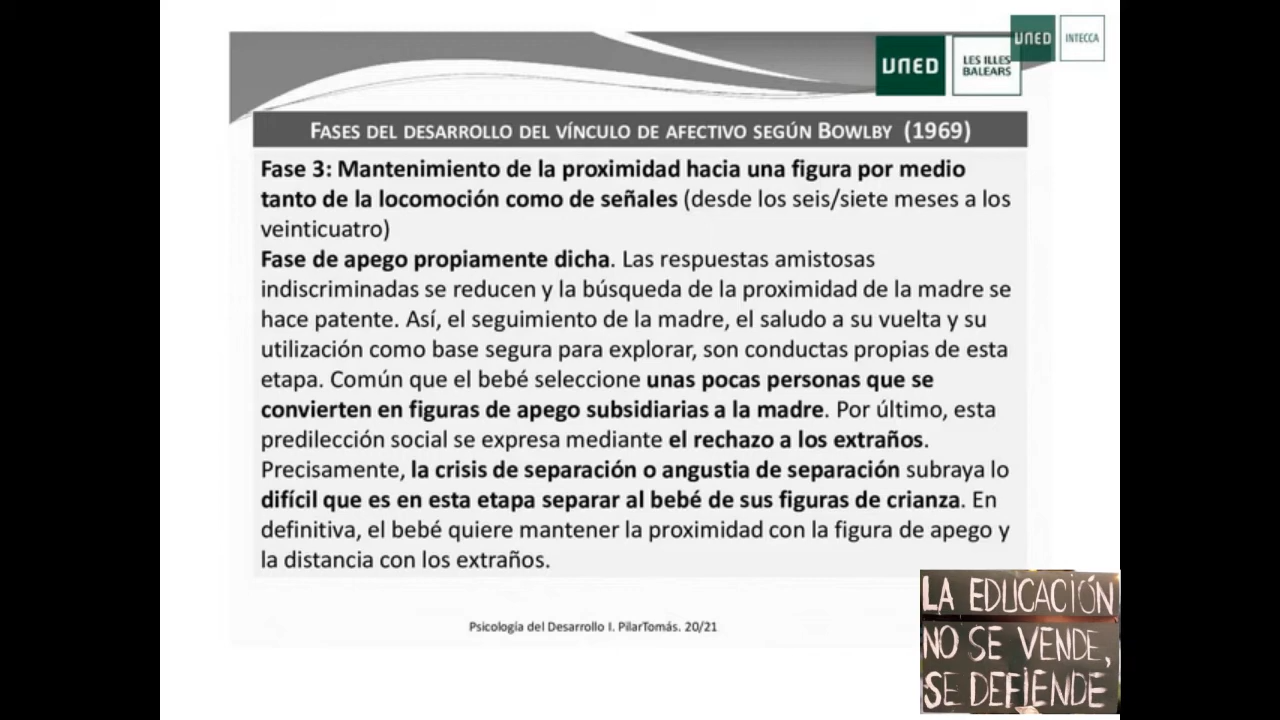 UNED
INTECCA
UNED
LES ILLES
BALEARS
FASES DEL DESARROLLO DEL VÍNCULO DE AFECTIVO SEGÚN BOWLBY (1969)
Fase 3: Mantenimiento de la proximidad hacia una figura por medio
tanto de la locomoción como de señales (desde los seis/siete meses a los
veinticuatro)
Fase de apego propiamente dicha. Las respuestas amistosas
indiscriminadas se reducen y la búsqueda de la proximidad de la madre se
hace patente. Así, el seguimiento de la madre, el saludo a su vuelta y su
utilización como base segura para explorar, son conductas propias de esta
etapa. Común que el bebé seleccione unas pocas personas que se
convierten en figuras de apego subsidiarias a la madre. Por último, esta
predilección social se expresa mediante el rechazo a los extraños.
Precisamente, la crisis de separación o angustia de separación subraya lo
difícil que es en esta etapa separar al bebé de sus figuras de crianza. En
definitiva, el bebé quiere mantener la proximidad con la figura de apego y
la distancia con los extraños.
Psicología del Desarrollo I. PilarTomás. 20/21
LA EDUCACIÓN
NO SE VENDE,
SE DEFIENDE